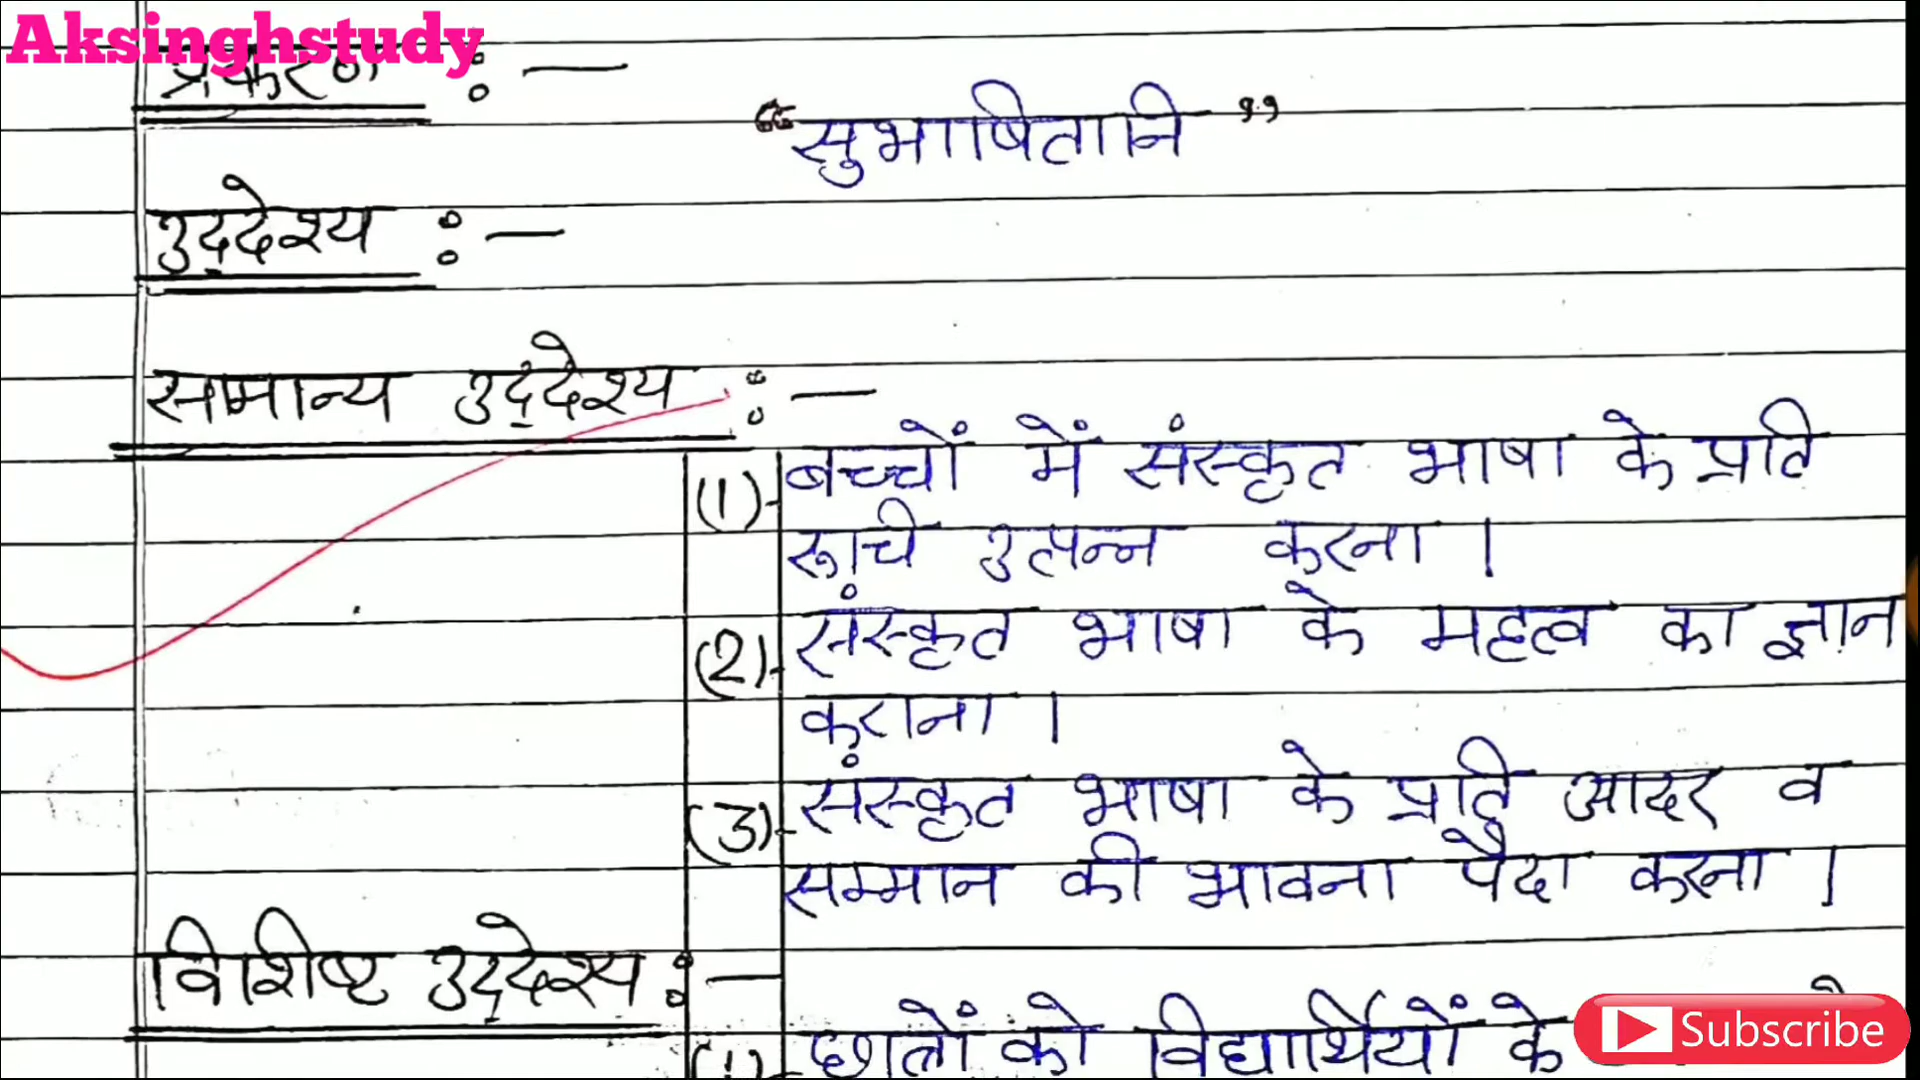 Aksinghstudy
प्रकरण :-
“सुभाषितानि”
उद्देश्य :-
सामान्य उद्देश्य :-
(1)- बच्चों में संस्कृत भाषा के प्रति
रूचि उत्पन्न करना ।
(2)- संस्कृत भाषा के महत्व का ज्ञान
कराना ।
(3)- संस्कृत भाषा के प्रति आदर व
सम्मान की भावना पैदा करना ।
विशिष्ट उद्देश्य :-
(1)- छात्रों को विद्यार्थियों के
Subscribe